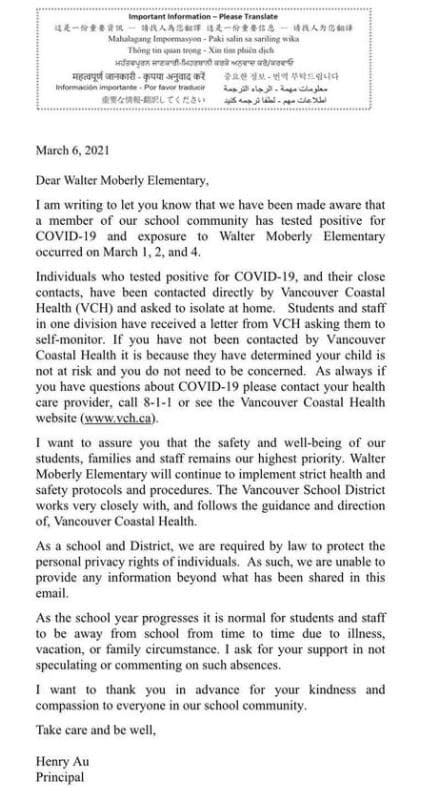 Important Information – Please Translate
這是一份重要資訊 -- 請找人為您翻譯 这是一份重要信息 -- 请找人为您翻译
Mahalagang Impormasyon - Paki salin sa sariling wika
Thông tin quan trọng - Xin tìm phiên dịch
महत्वपूर्ण जानकारी - कृपया अनुवाद करें 중요한 정보 - 번역 부탁드립니다
Información importante - Por favor traducir معلومات مهمة - الرجاء الترجمة
重要な情報-翻訳してください اطلاعات مهم - لطفا ترجمه کنید
March 6, 2021
Dear Walter Moberly Elementary,
I am writing to let you know that we have been made aware that
a member of our school community has tested positive for
COVID-19 and exposure to Walter Moberly Elementary
occurred on March 1, 2, and 4.
Individuals who tested positive for COVID-19, and their close
contacts, have been contacted directly by Vancouver Coastal
Health (VCH) and asked to isolate at home. Students and staff
in one division have received a letter from VCH asking them to
self-monitor. If you have not been contacted by Vancouver
Coastal Health it is because they have determined your child is
not at risk and you do not need to be concerned. As always if
you have questions about COVID-19 please contact your health
care provider, call 8-1-1 or see the Vancouver Coastal Health
website (www.vch.ca).
I want to assure you that the safety and well-being of our
students, families and staff remains our highest priority. Walter
Moberly Elementary will continue to implement strict health and
safety protocols and procedures. The Vancouver School District
works very closely with, and follows the guidance and direction
of, Vancouver Coastal Health.
As a school and District, we are required by law to protect the
personal privacy rights of individuals. As such, we are unable to
provide any information beyond what has been shared in this
email.
As the school year progresses it is normal for students and staff
to be away from school from time to time due to illness,
vacation, or family circumstance. I ask for your support in not
speculating or commenting on such absences.
I want to thank you in advance for your kindness and
compassion to everyone in our school community.
Take care and be well,
Henry Au
Principal